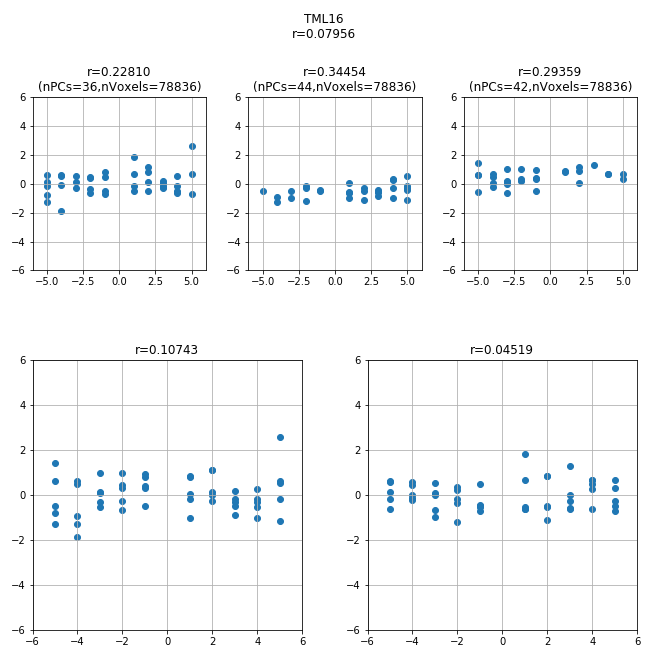 TML16
r=0.07956
r=0.22810
(nPCs=36,nVoxels=78836)
r=0.34454
(nPCs=44,nVoxels=78836)
r=0.29359
(nPCs=42,nVoxels=78836)
6
4
2
0
−2
−4
−6
−5.0 −2.5 0.0 2.5 5.0
6
4
2
0
−2
−4
−6
−5.0 −2.5 0.0 2.5 5.0
6
4
2
0
−2
−4
−6
−5.0 −2.5 0.0 2.5 5.0
r=0.10743
6
4
2
0
−2
−4
−6
−6 −4 −2 0 2 4 6
r=0.04519
6
4
2
0
−2
−4
−6
−6 −4 −2 0 2 4 6